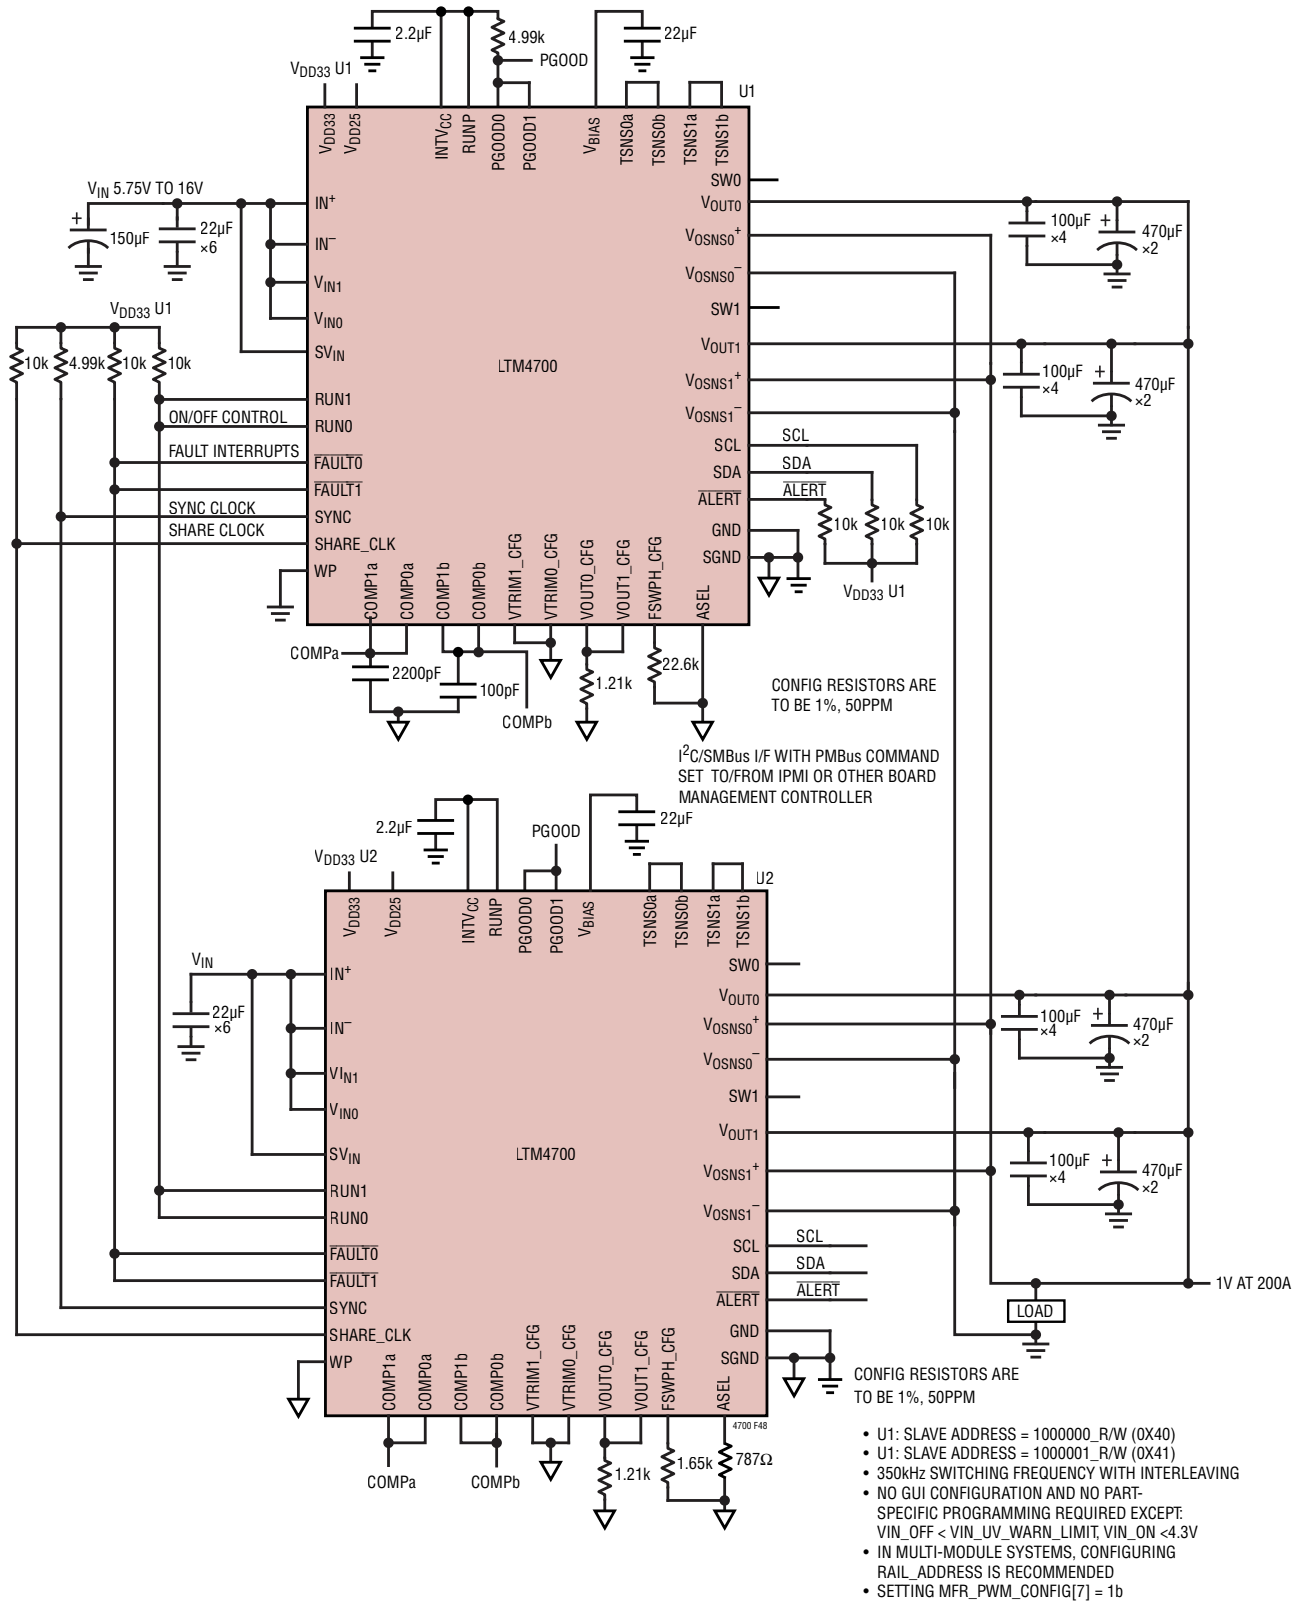 2.2µF
4.99k
PGOOD
22µF
VDD33 U1
U1
VDD33
VDD25
INTVCC
RUNP
PGOOD0
PGOOD1
VBIAS
TSNS0a
TSNS0b
TSNS1a
TSNS1b
VIN 5.75V TO 16V
+
150µF
22µF
×6
IN+
IN–
VIN1
VIN0
SVIN
SW0
VOUT0
VOSNS0+
VOSNS0–
SW1
VOUT1
VOSNS1+
VOSNS1–
100µF
×4
+
470µF
×2
100µF
×4
+
470µF
×2
VDD33 U1
10k
4.99k
10k
10k
LTM4700
ON/OFF CONTROL
FAULT INTERRUPTS
SYNC CLOCK
SHARE CLOCK
RUN1
RUN0
FAULT0
FAULT1
SYNC
SHARE_CLK
WP
SCL
SDA
ALERT
GND
SGND
SCL
SDA
ALERT
10k
10k
10k
VDD33 U1
COMP1a
COMP0a
COMP1b
COMP0b
VTRIM1_CFG
VTRIM0_CFG
VOUT0_CFG
VOUT1_CFG
FSWPH_CFG
ASEL
COMPa
2200pF
100pF
COMPb
1.21k
22.6k
CONFIG RESISTORS ARE
TO BE 1%, 50PPM
I2C/SMBus I/F WITH PMBus COMMAND
SET TO/FROM IPMI OR OTHER BOARD
MANAGEMENT CONTROLLER
2.2µF
PGOOD
22µF
VDD33 U2
U2
VDD33
VDD25
INTVCC
RUNP
PGOOD0
PGOOD1
VBIAS
TSNS0a
TSNS0b
TSNS1a
TSNS1b
VIN
22µF
×6
IN+
IN–
VIN1
VIN0
SVIN
SW0
VOUT0
VOSNS0+
VOSNS0–
SW1
VOUT1
VOSNS1+
VOSNS1–
100µF
×4
+
470µF
×2
100µF
×4
+
470µF
×2
LTM4700
RUN1
RUN0
FAULT0
FAULT1
SYNC
SHARE_CLK
WP
SCL
SDA
ALERT
GND
SGND
SCL
SDA
ALERT
1V AT 200A
LOAD
COMP1a
COMP0a
COMP1b
COMP0b
VTRIM1_CFG
VTRIM0_CFG
VOUT0_CFG
VOUT1_CFG
FSWPH_CFG
ASEL
4700 F48
COMPa
COMPb
1.21k
1.65k
787Ω
CONFIG RESISTORS ARE
TO BE 1%, 50PPM
• U1: SLAVE ADDRESS = 1000000_R/W (0X40)
• U1: SLAVE ADDRESS = 1000001_R/W (0X41)
• 350kHz SWITCHING FREQUENCY WITH INTERLEAVING
• NO GUI CONFIGURATION AND NO PART-
SPECIFIC PROGRAMMING REQUIRED EXCEPT:
VIN_OFF < VIN_UV_WARN_LIMIT, VIN_ON <4.3V
• IN MULTI-MODULE SYSTEMS, CONFIGURING
RAIL_ADDRESS IS RECOMMENDED
• SETTING MFR_PWM_CONFIG[7] = 1b